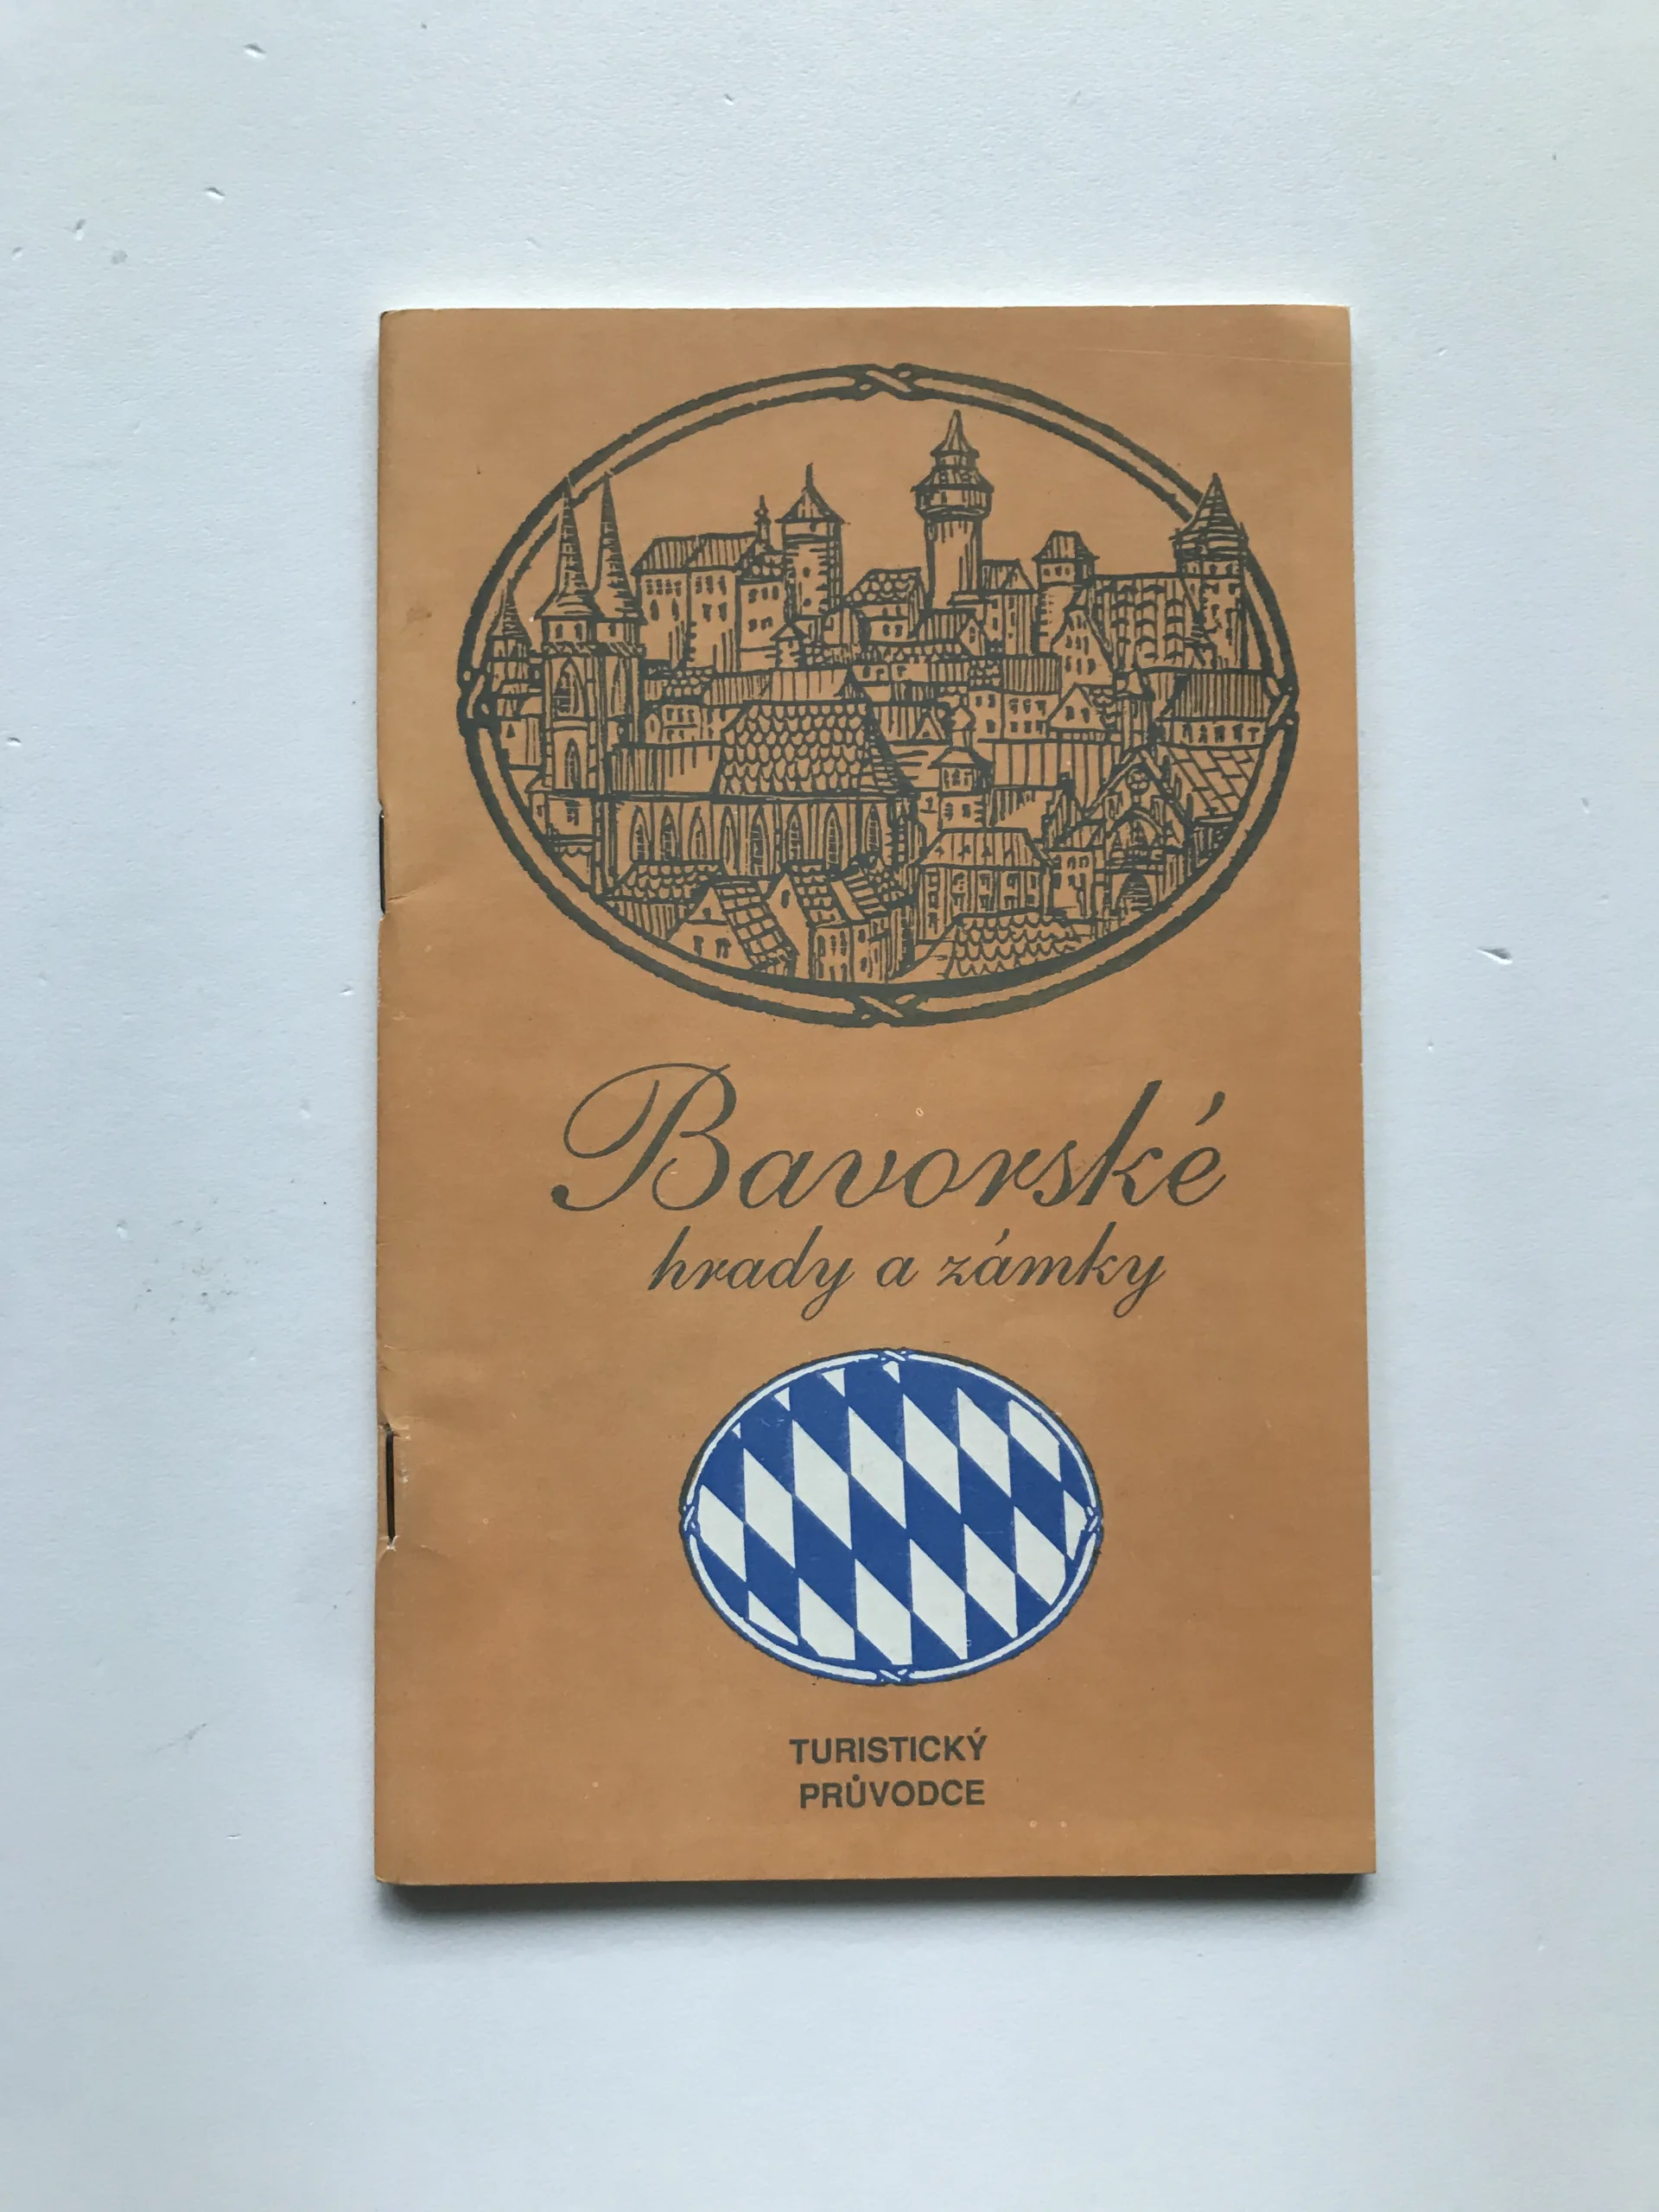 Bavorské
hrady a zámky
TURISTICKÝ
PRŮVODCE